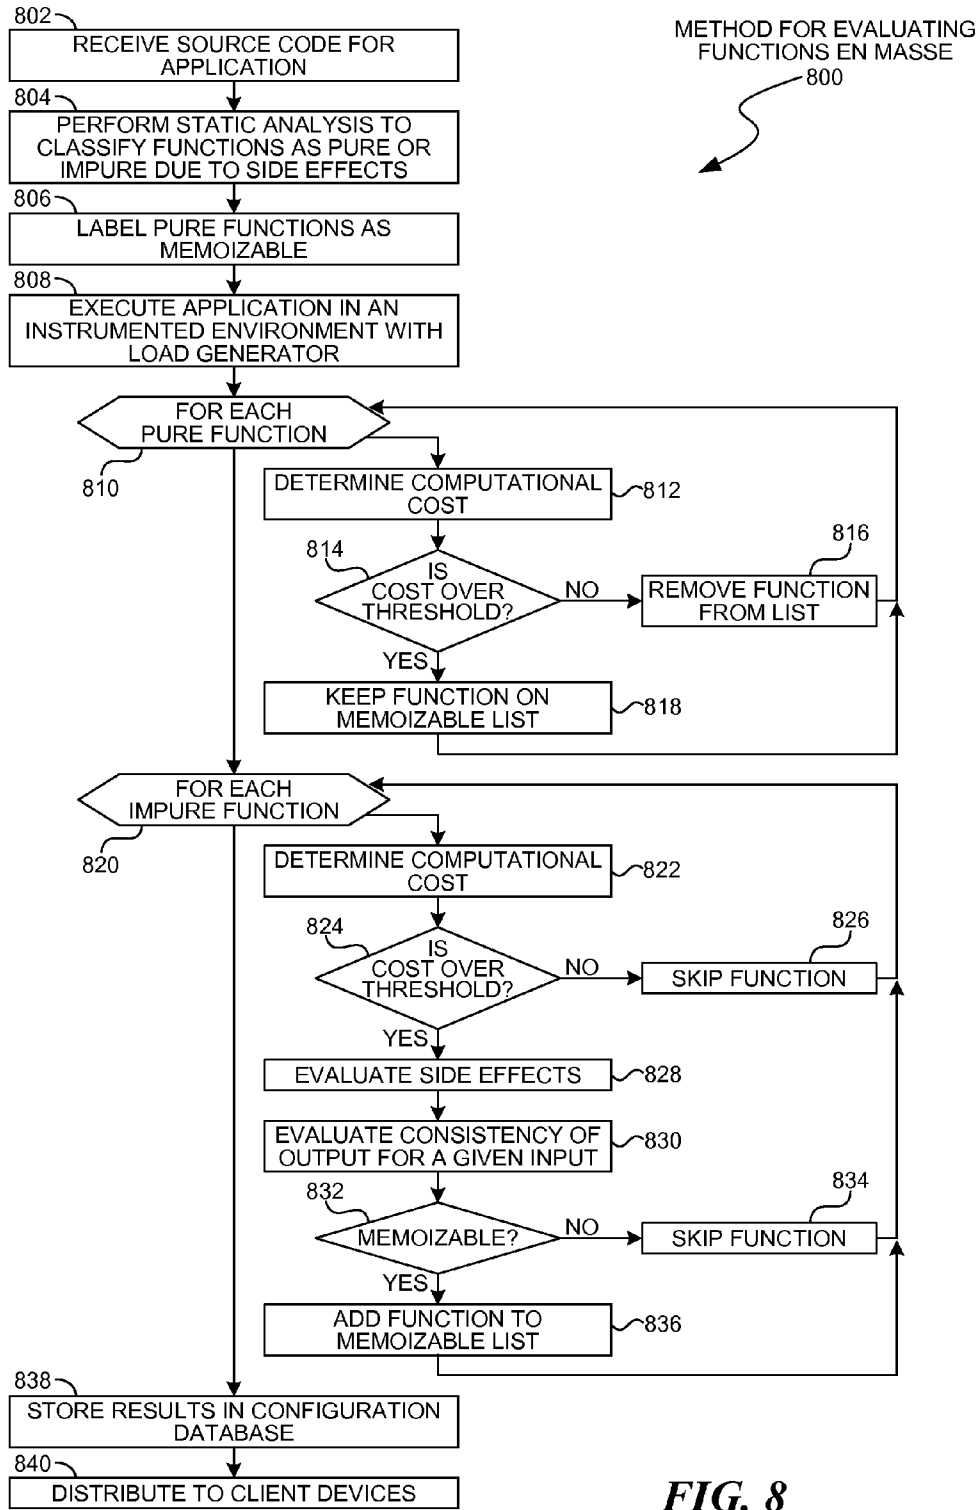 802
RECEIVE SOURCE CODE FOR
APPLICATION
METHOD FOR EVALUATING
FUNCTIONS EN MASSE
800
804
PERFORM STATIC ANALYSIS TO
CLASSIFY FUNCTIONS AS PURE OR
IMPURE DUE TO SIDE EFFECTS
806
LABEL PURE FUNCTIONS AS
MEMOIZABLE
808
EXECUTE APPLICATION IN AN
INSTRUMENTED ENVIRONMENT WITH
LOAD GENERATOR
FOR EACH
PURE FUNCTION
810
DETERMINE COMPUTATIONAL
COST
812
814
IS
COST OVER
THRESHOLD?
NO
816
REMOVE FUNCTION
FROM LIST
YES
KEEP FUNCTION ON
MEMOIZABLE LIST
818
FOR EACH
IMPURE FUNCTION
820
DETERMINE COMPUTATIONAL
COST
822
824
IS
COST OVER
THRESHOLD?
NO
826
SKIP FUNCTION
YES
EVALUATE SIDE EFFECTS
828
EVALUATE CONSISTENCY OF
OUTPUT FOR A GIVEN INPUT
830
832
MEMOIZABLE?
NO
834
SKIP FUNCTION
YES
ADD FUNCTION TO
MEMOIZABLE LIST
836
838
STORE RESULTS IN CONFIGURATION
DATABASE
840
DISTRIBUTE TO CLIENT DEVICES
FIG. 8